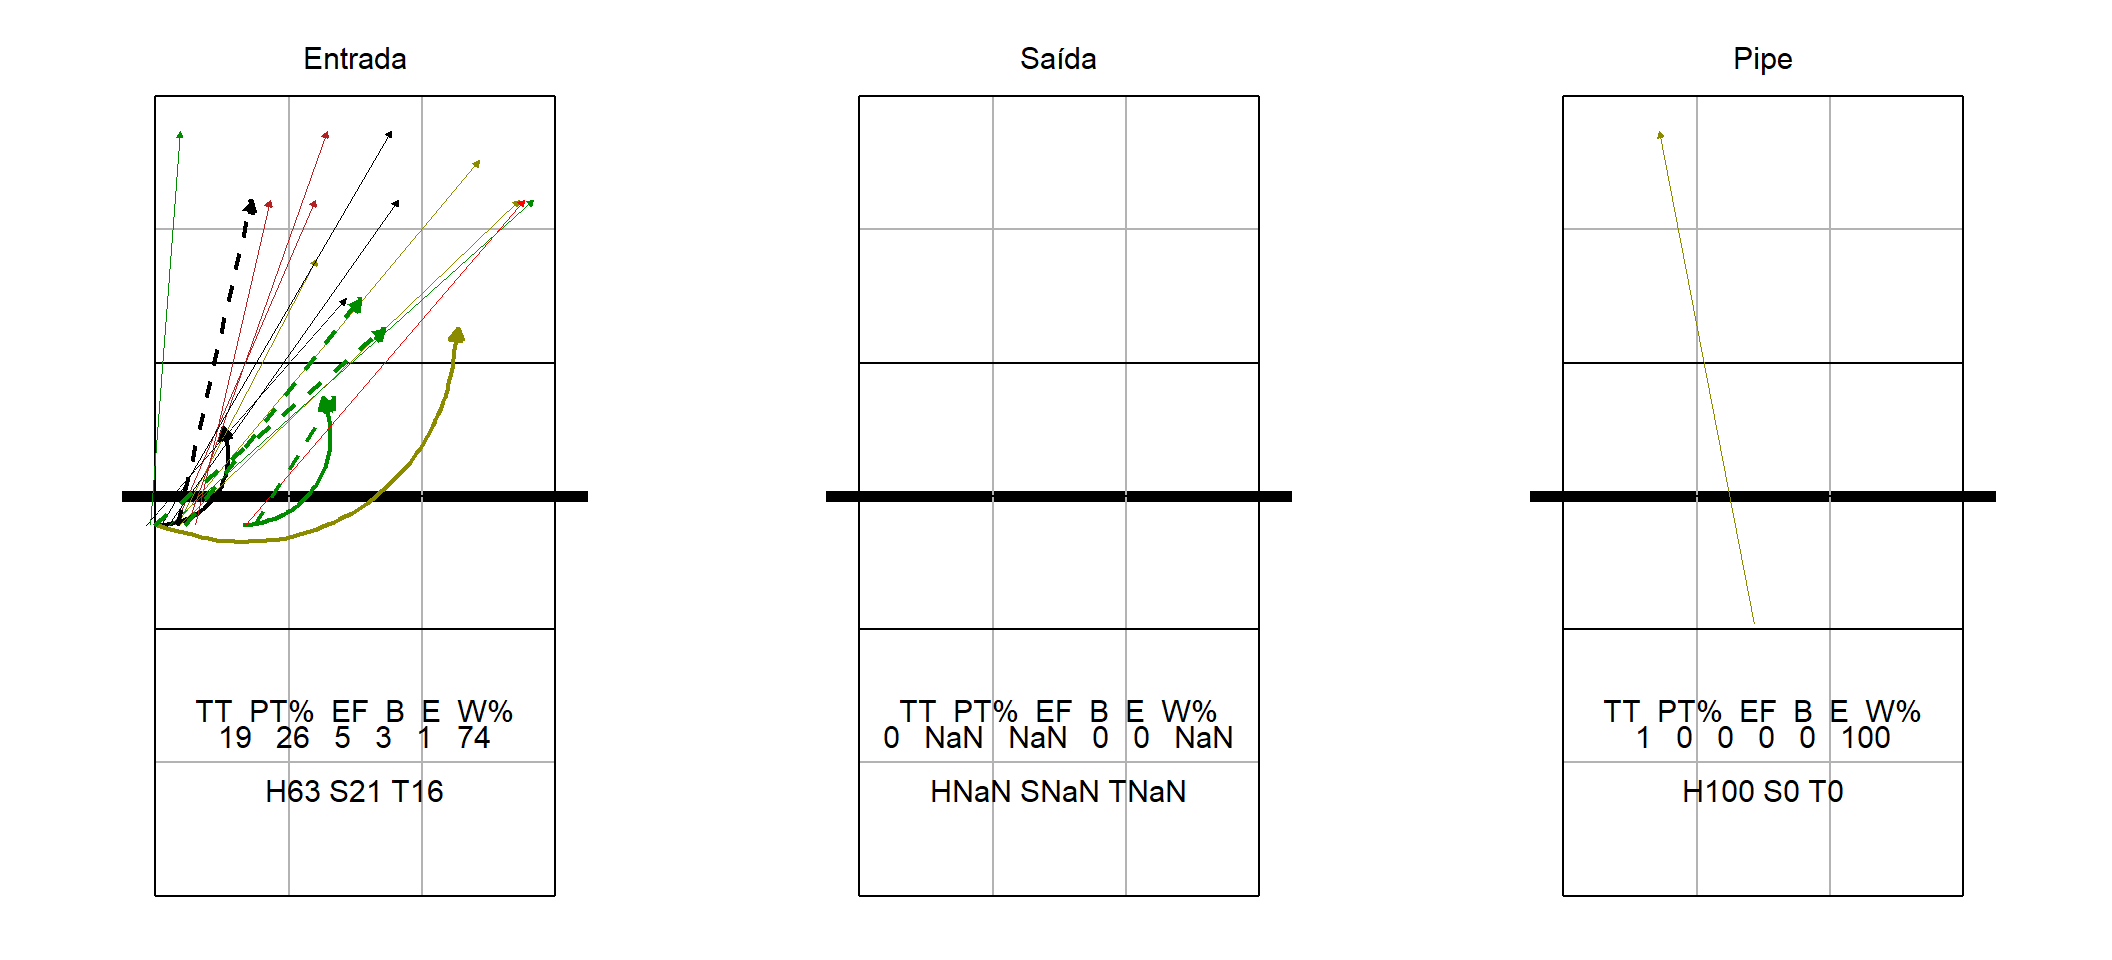 Entrada
TT PT% EF B E W%
19 26 5 3 1 74
H63 S21 T16
Saída
TT PT% EF B E W%
0 NaN NaN 0 0 NaN
HNaN SNaN TNaN
Pipe
TT PT% EF B E W%
1 0 0 0 0 100
H100 S0 T0